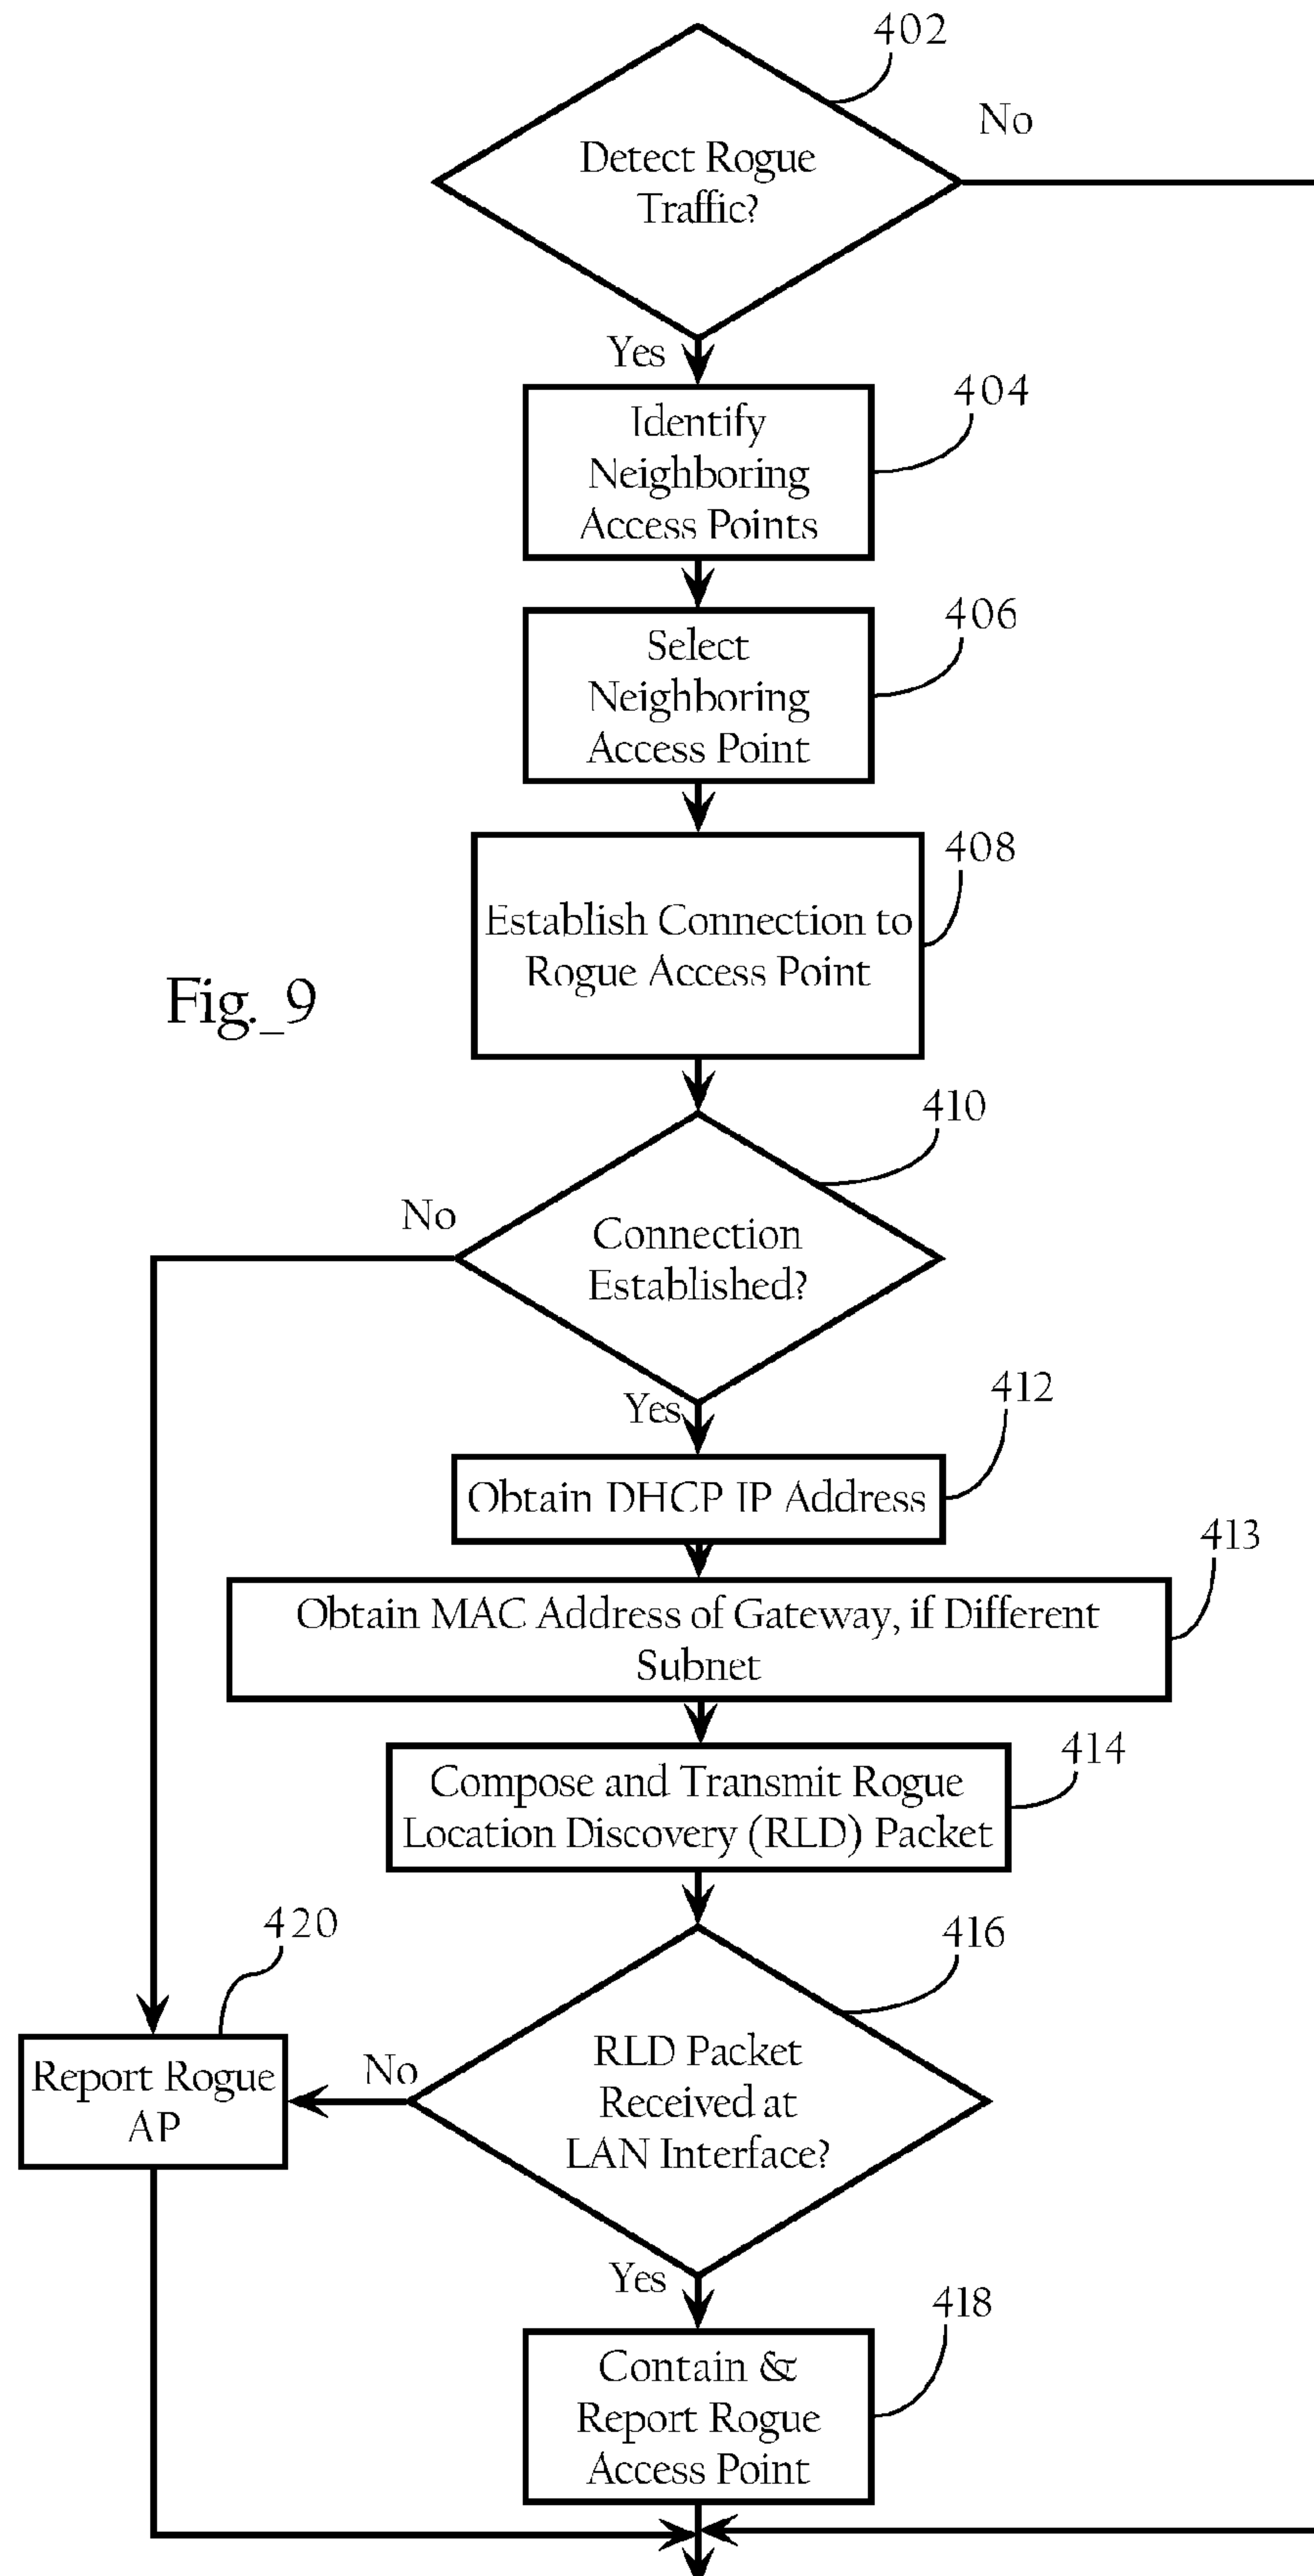 402
No
Detect Rogue
Traffic?
Yes
404
Identify
Neighboring
Access Points
406
Select
Neighboring
Access Point
408
Establish Connection to
Rogue Access Point
Fig._9
410
No
Connection
Established?
412
Yes
Obtain DHCP IP Address
413
Obtain MAC Address of Gateway, if Different
Subnet
414
Compose and Transmit Rogue
Location Discovery (RLD) Packet
420
416
Report Rogue
AP
No
RLD Packet
Received at
LAN Interface?
Yes
418
Contain &
Report Rogue
Access Point